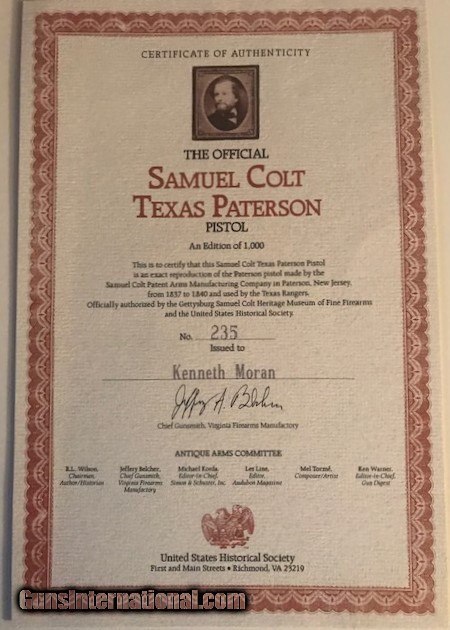 CERTIFICATE OF AUTHENTICITY
THE OFFICIAL
SAMUEL COLT
TEXAS PATERSON
PISTOL
An Edition of 1,000
This is to certify that this Samuel Colt Texas Paterson Pistol
is an exact reproduction of the Paterson pistol made by the
Samuel Colt Patent Arms Manufacturing Company in Paterson, New Jersey,
from 1837 to 1840 and used by the Texas Rangers.
Officially authorized by the Gettysburg Samuel Colt Heritage Museum of Fine Firearms
and the United States Historical Society.
No. 235
Issued to
Kenneth Moran
Jeffery A. Belcher
Chief Gunsmith, Virginia Firearms Manufactory
ANTIQUE ARMS COMMITTEE
R.L. Wilson, Jeffery Belcher, Michael Korda, Les Line, Mel Tormé, Ken Warner,
Chairman, Chief Gunsmith, Editor-in-Chief, Editor, Composer/Artist Editor-in-Chief,
Author/Historian Virginia Firearms Simon & Schuster, Inc. Audubon Magazine Gun Digest
Manufactory
United States Historical Society
First and Main Streets • Richmond, VA 23219
GunsInternational.com